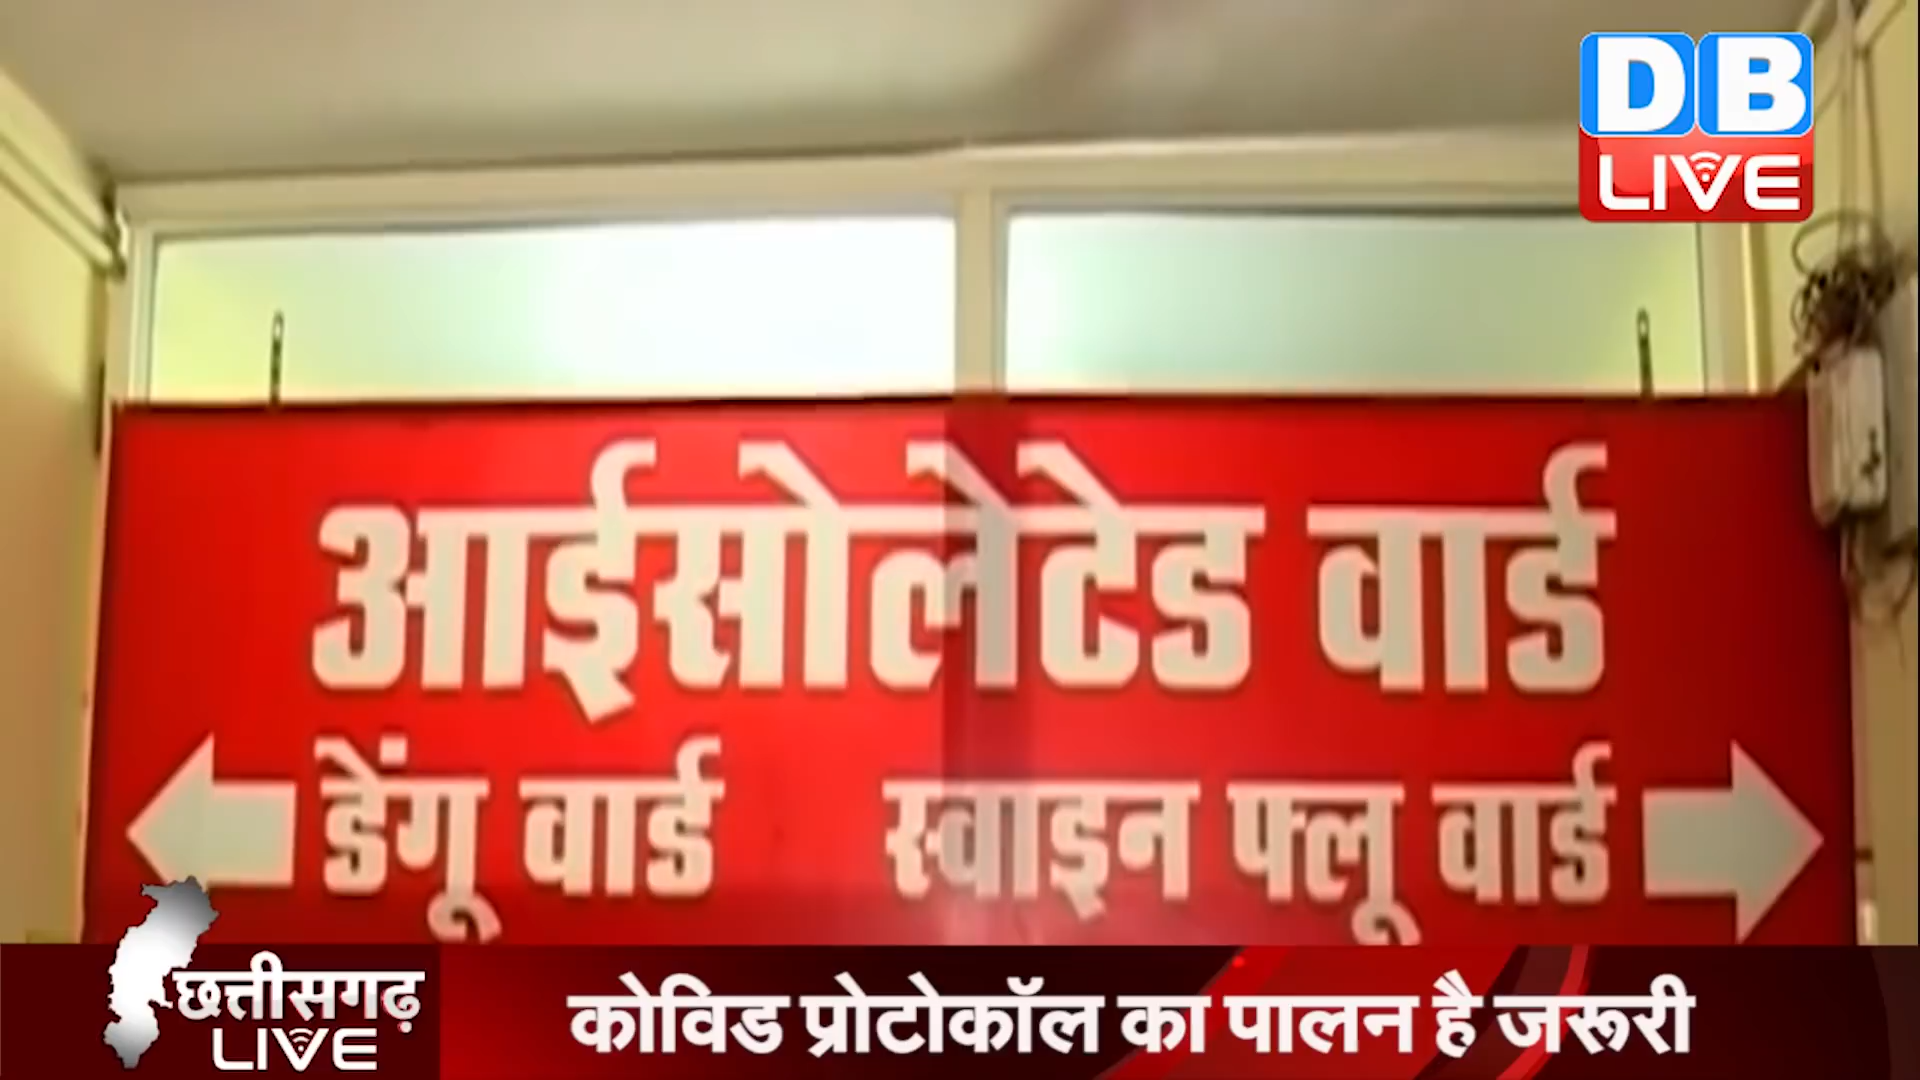 DB
LIVE
आईसोलेटेड वार्ड
डेंगू वार्ड स्वाइन फ्लू वार्ड
छत्तीसगढ़
LIVE
कोविड प्रोटोकॉल का पालन है जरूरी